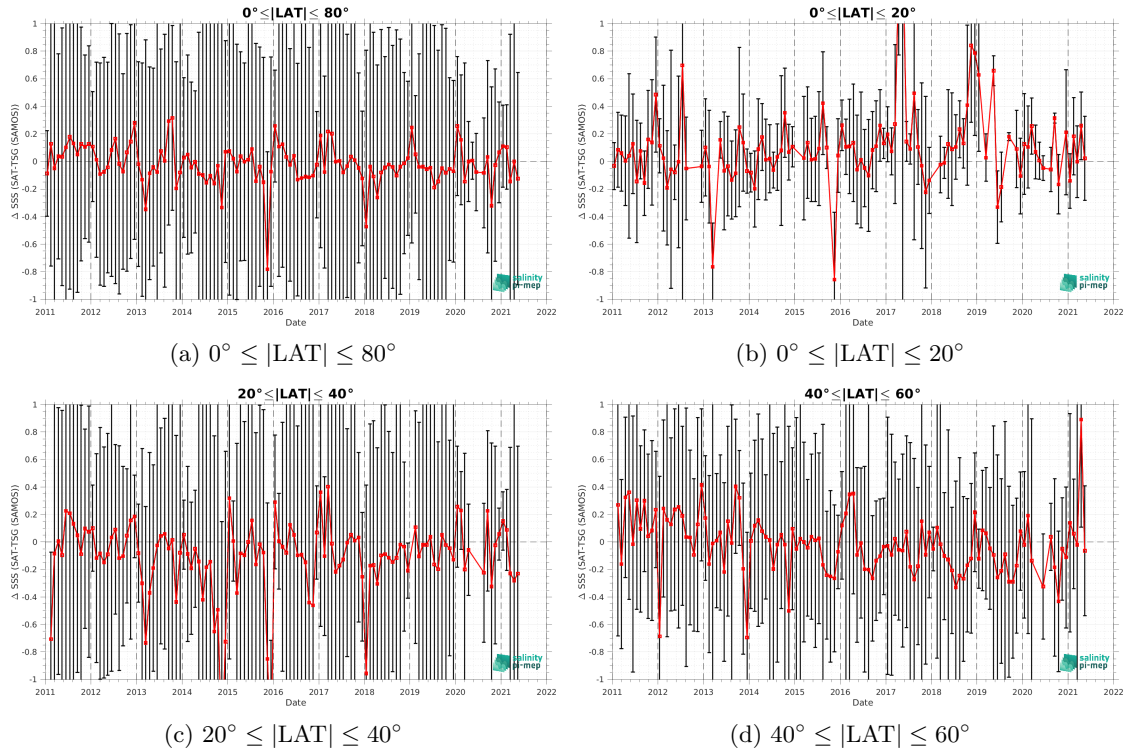 0°≤|LAT|≤ 80°
Δ SSS (SAT-TSG (SAMOS))
1
0.8
0.6
0.4
0.2
0
-0.2
-0.4
-0.6
-0.8
-1
2011 2012 2013 2014 2015 2016 2017 2018 2019 2020 2021 2022
Date
salinity
pi-mep
(a) 0° ≤ |LAT| ≤ 80°
0°≤|LAT|≤ 20°
Δ SSS (SAT-TSG (SAMOS))
1
0.8
0.6
0.4
0.2
0
-0.2
-0.4
-0.6
-0.8
-1
2011 2012 2013 2014 2015 2016 2017 2018 2019 2020 2021 2022
Date
salinity
pi-mep
(b) 0° ≤ |LAT| ≤ 20°
20°≤|LAT|≤ 40°
Δ SSS (SAT-TSG (SAMOS))
1
0.8
0.6
0.4
0.2
0
-0.2
-0.4
-0.6
-0.8
-1
2011 2012 2013 2014 2015 2016 2017 2018 2019 2020 2021 2022
Date
salinity
pi-mep
(c) 20° ≤ |LAT| ≤ 40°
40°≤|LAT|≤ 60°
Δ SSS (SAT-TSG (SAMOS))
1
0.8
0.6
0.4
0.2
0
-0.2
-0.4
-0.6
-0.8
-1
2011 2012 2013 2014 2015 2016 2017 2018 2019 2020 2021 2022
Date
salinity
pi-mep
(d) 40° ≤ |LAT| ≤ 60°